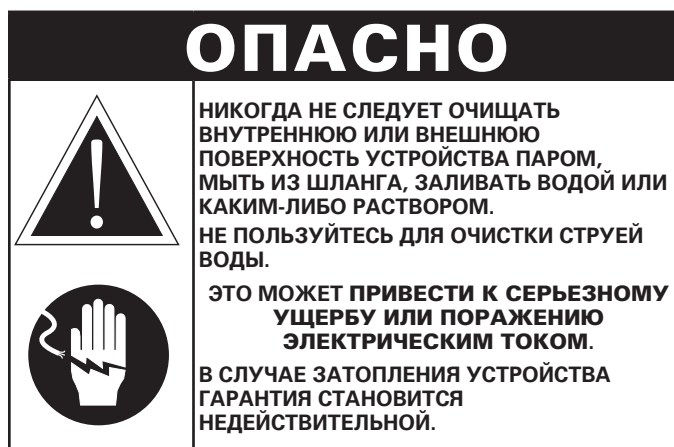 ОПАСНО
НИКОГДА НЕ СЛЕДУЕТ ОЧИЩАТЬ
ВНУТРЕННЮЮ ИЛИ ВНЕШНЮЮ
ПОВЕРХНОСТЬ УСТРОЙСТВА ПАРОМ,
МЫТЬ ИЗ ШЛАНГА, ЗАЛИВАТЬ ВОДОЙ ИЛИ
КАКИМ-ЛИБО РАСТВОРОМ.
НЕ ПОЛЬЗУЙТЕСЬ ДЛЯ ОЧИСТКИ СТРУЕЙ
ВОДЫ.
ЭТО МОЖЕТ ПРИВЕСТИ К СЕРЬЕЗНОМУ
УЩЕРБУ ИЛИ ПОРАЖЕНИЮ
ЭЛЕКТРИЧЕСКИМ ТОКОМ.
В СЛУЧАЕ ЗАТОПЛЕНИЯ УСТРОЙСТВА
ГАРАНТИЯ СТАНОВИТСЯ
НЕДЕЙСТВИТЕЛЬНОЙ.